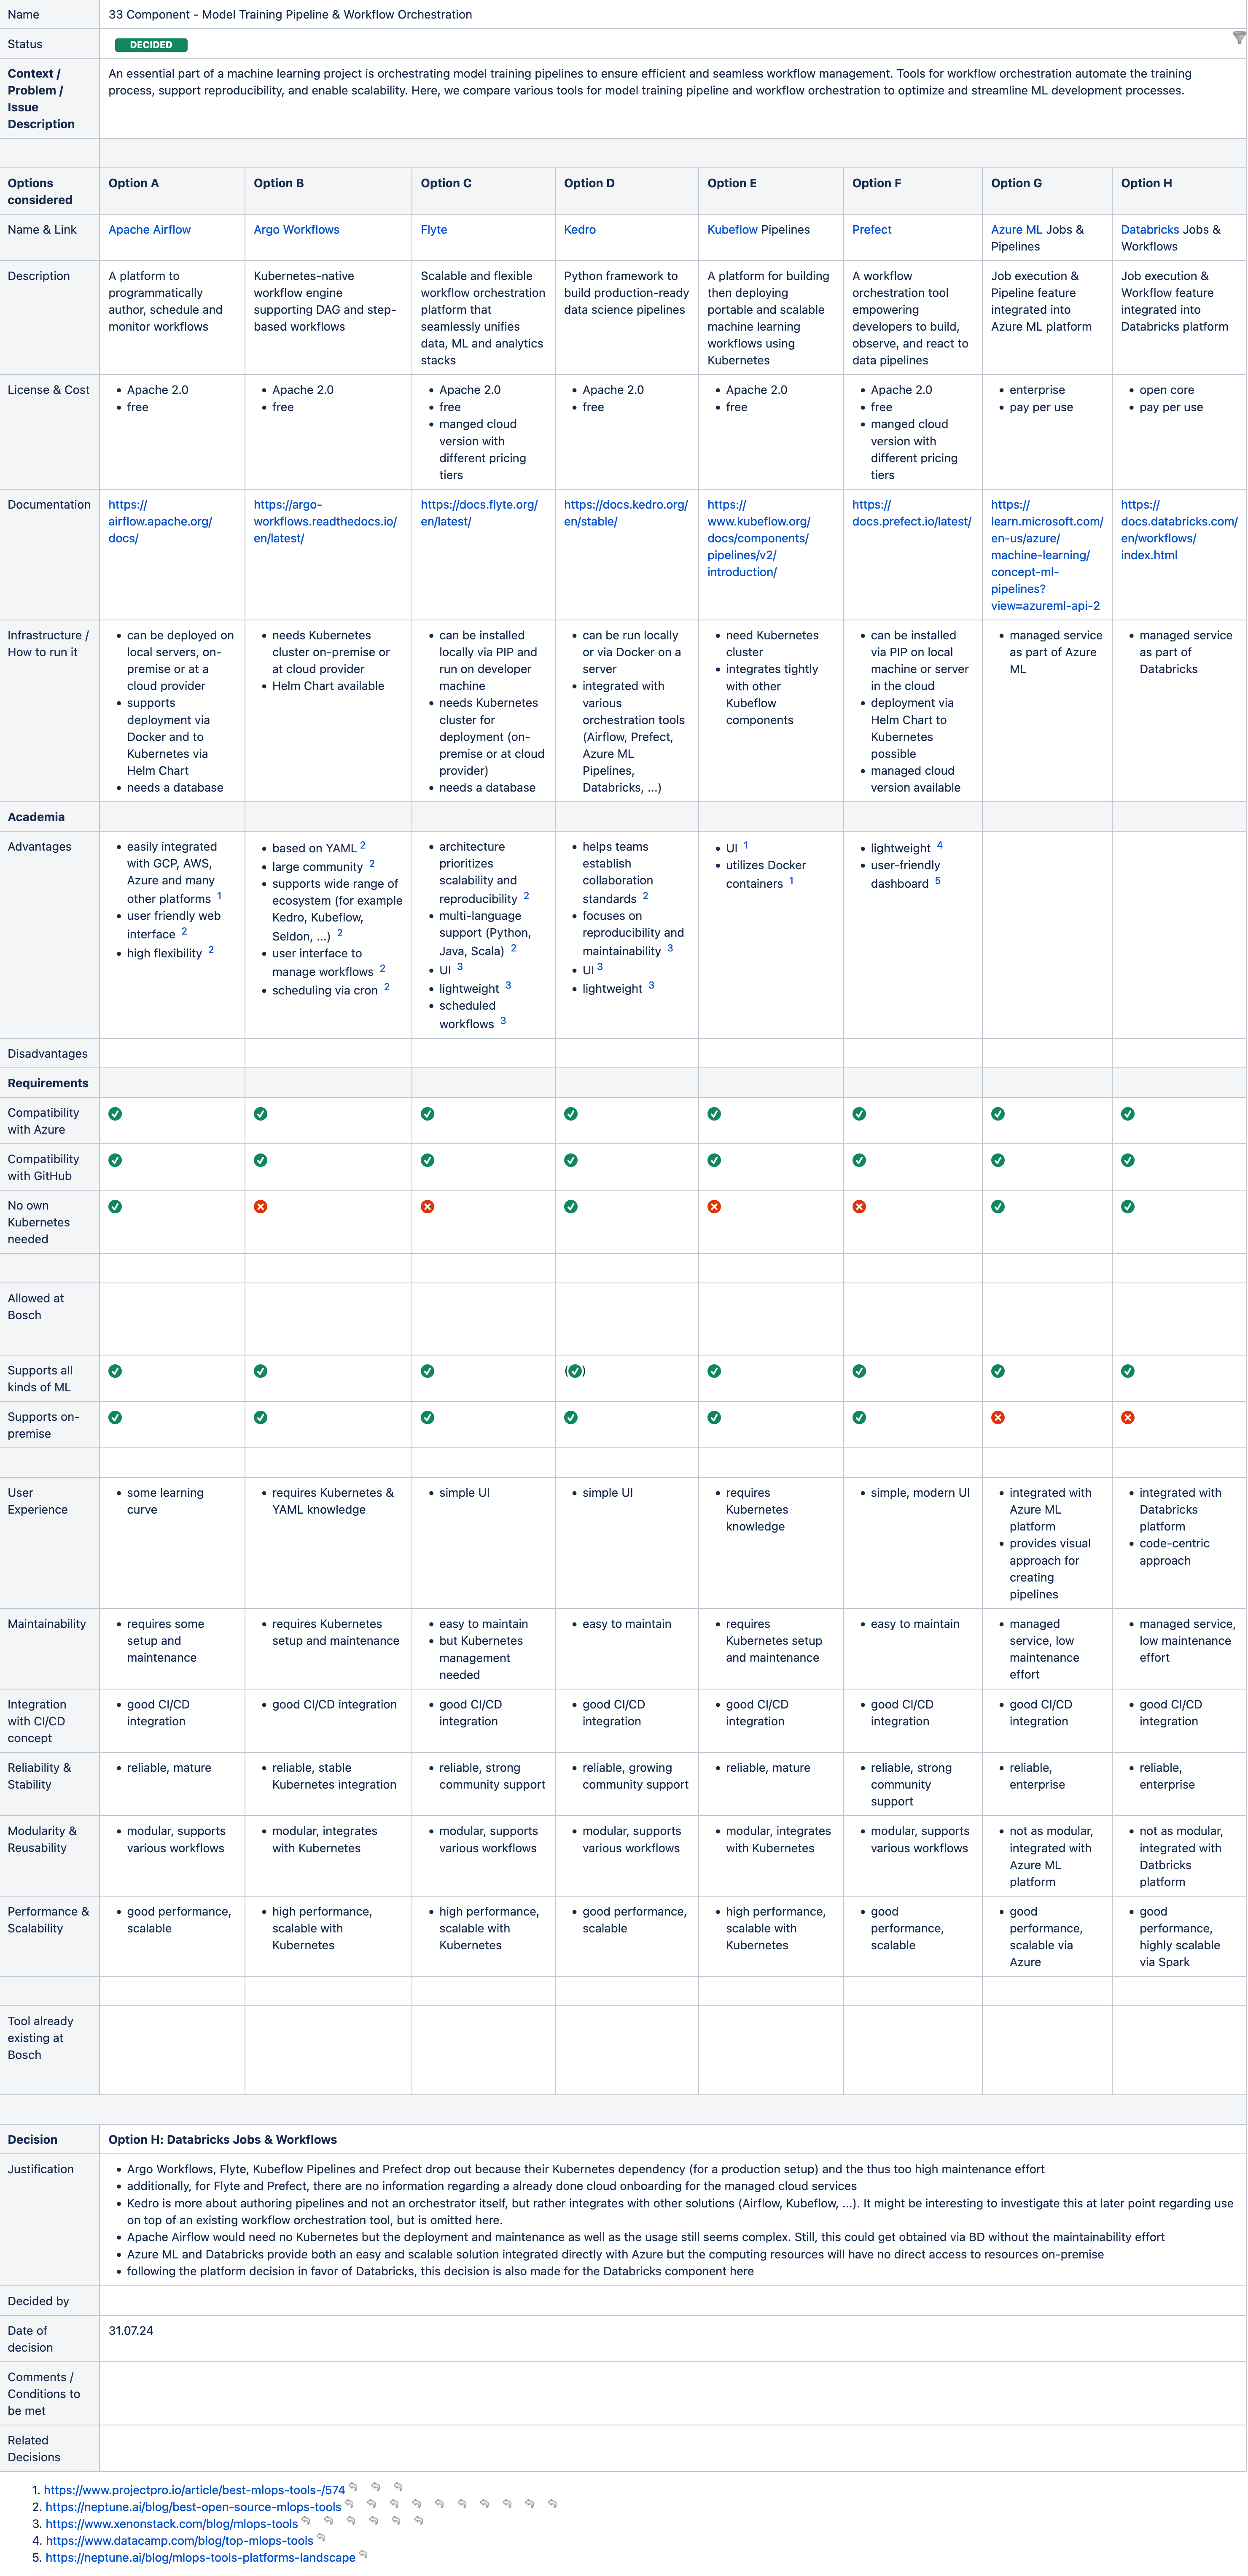 Name
33 Component - Model Training Pipeline & Workflow Orchestration
Status
DECIDED
Context /
Problem /
Issue
Description
An essential part of a machine learning project is orchestrating model training pipelines to ensure efficient and seamless workflow management. Tools for workflow orchestration automate the training
process, support reproducibility, and enable scalability. Here, we compare various tools for model training pipeline and workflow orchestration to optimize and streamline ML development processes.
Options
considered
Option A
Option B
Option C
Option D
Option E
Option F
Option G
Option H
Name & Link
Apache Airflow
Argo Workflows
Flyte
Kedro
Kubeflow Pipelines
Prefect
Azure ML Jobs &
Pipelines
Databricks Jobs &
Workflows
Description
A platform to
programmatically
author, schedule and
monitor workflows
Kubernetes-native
workflow engine
supporting DAG and step-
based workflows
Scalable and flexible
workflow orchestration
platform that
seamlessly unifies
data, ML and analytics
stacks
Python framework to
build production-ready
data science pipelines
A platform for building
then deploying
portable and scalable
machine learning
workflows using
Kubernetes
A workflow
orchestration tool
empowering
developers to build,
observe, and react to
data pipelines
Job execution &
Pipeline feature
integrated into
Azure ML platform
Job execution &
Workflow feature
integrated into
Databricks platform
License & Cost
• Apache 2.0
• free
• Apache 2.0
• free
• Apache 2.0
• free
• manged cloud
version with
different pricing
tiers
• Apache 2.0
• free
• Apache 2.0
• free
• Apache 2.0
• free
• manged cloud
version with
different pricing
tiers
• enterprise
• pay per use
• open core
• pay per use
Documentation
https://
airflow.apache.org/
docs/
https://argo-
workflows.readthedocs.io/
en/latest/
https://docs.flyte.org/
en/latest/
https://docs.kedro.org/
en/stable/
https://
www.kubeflow.org/
docs/components/
pipelines/v2/
introduction/
https://
docs.prefect.io/latest/
https://
learn.microsoft.com/
en-us/azure/
machine-learning/
concept-ml-
pipelines?
view=azureml-api-2
https://
docs.databricks.com/
en/workflows/
index.html
Infrastructure /
How to run it
• can be deployed on
local servers, on-
premise or at a
cloud provider
• supports
deployment via
Docker and to
Kubernetes via
Helm Chart
• needs a database
• needs Kubernetes
cluster on-premise or
at cloud provider
• Helm Chart available
• can be installed
locally via PIP and
run on developer
machine
• needs Kubernetes
cluster for
deployment (on-
premise or at cloud
provider)
• needs a database
• can be run locally
or via Docker on a
server
• integrated with
various
orchestration tools
(Airflow, Prefect,
Azure ML
Pipelines,
Databricks, ...)
• need Kubernetes
cluster
• integrates tightly
with other
Kubeflow
components
• can be installed
via PIP on local
machine or server
in the cloud
• deployment via
Helm Chart to
Kubernetes
possible
• managed cloud
version available
• managed service
as part of Azure
ML
• managed service
as part of
Databricks
Academia
Advantages
• easily integrated
with GCP, AWS,
Azure and many
other platforms 1
• user friendly web
interface 2
• high flexibility 2
• based on YAML 2
• large community 2
• supports wide range of
ecosystem (for example
Kedro, Kubeflow,
Seldon, ...) 2
• user interface to
manage workflows 2
• scheduling via cron 2
• architecture
prioritizes
scalability and
reproducibility 2
• multi-language
support (Python,
Java, Scala) 2
• UI 3
• lightweight 3
• scheduled
workflows 3
• helps teams
establish
collaboration
standards 2
• focuses on
reproducibility and
maintainability 3
• UI 3
• lightweight 3
• UI 1
• utilizes Docker
containers 1
• lightweight 4
• user-friendly
dashboard 5
Disadvantages
Requirements
Compatibility
with Azure
Compatibility
with GitHub
No own
Kubernetes
needed
Allowed at
Bosch
Supports all
kinds of ML
( )
Supports on-
premise
User
Experience
• some learning
curve
• requires Kubernetes &
YAML knowledge
• simple UI
• simple UI
• requires
Kubernetes
knowledge
• simple, modern UI
• integrated with
Azure ML
platform
• provides visual
approach for
creating
pipelines
• integrated with
Databricks
platform
• code-centric
approach
Maintainability
• requires some
setup and
maintenance
• requires Kubernetes
setup and maintenance
• easy to maintain
• but Kubernetes
management
needed
• easy to maintain
• requires
Kubernetes setup
and maintenance
• easy to maintain
• managed
service, low
maintenance
effort
• managed service,
low maintenance
effort
Integration
with CI/CD
concept
• good CI/CD
integration
• good CI/CD integration
• good CI/CD
integration
• good CI/CD
integration
• good CI/CD
integration
• good CI/CD
integration
• good CI/CD
integration
• good CI/CD
integration
Reliability &
Stability
• reliable, mature
• reliable, stable
Kubernetes integration
• reliable, strong
community support
• reliable, growing
community support
• reliable, mature
• reliable, strong
community
support
• reliable,
enterprise
• reliable,
enterprise
Modularity &
Reusability
• modular, supports
various workflows
• modular, integrates
with Kubernetes
• modular, supports
various workflows
• modular, supports
various workflows
• modular, integrates
with Kubernetes
• modular, supports
various workflows
• not as modular,
integrated with
Azure ML
platform
• not as modular,
integrated with
Datbricks
platform
Performance &
Scalability
• good performance,
scalable
• high performance,
scalable with
Kubernetes
• high performance,
scalable with
Kubernetes
• good performance,
scalable
• high performance,
scalable with
Kubernetes
• good
performance,
scalable
• good
performance,
scalable via
Azure
• good
performance,
highly scalable
via Spark
Tool already
existing at
Bosch
Decision
Option H: Databricks Jobs & Workflows
Justification
• Argo Workflows, Flyte, Kubeflow Pipelines and Prefect drop out because their Kubernetes dependency (for a production setup) and the thus too high maintenance effort
• additionally, for Flyte and Prefect, there are no information regarding a already done cloud onboarding for the managed cloud services
• Kedro is more about authoring pipelines and not an orchestrator itself, but rather integrates with other solutions (Airflow, Kubeflow, ...). It might be interesting to investigate this at later point regarding use
on top of an existing workflow orchestration tool, but is omitted here.
• Apache Airflow would need no Kubernetes but the deployment and maintenance as well as the usage still seems complex. Still, this could get obtained via BD without the maintainability effort
• Azure ML and Databricks provide both an easy and scalable solution integrated directly with Azure but the computing resources will have no direct access to resources on-premise
• following the platform decision in favor of Databricks, this decision is also made for the Databricks component here
Decided by
Date of
decision
31.07.24
Comments /
Conditions to
be met
Related
Decisions
1. https://www.projectpro.io/article/best-mlops-tools-/574
2. https://neptune.ai/blog/best-open-source-mlops-tools
3. https://www.xenonstack.com/blog/mlops-tools
4. https://www.datacamp.com/blog/top-mlops-tools
5. https://neptune.ai/blog/mlops-tools-platforms-landscape